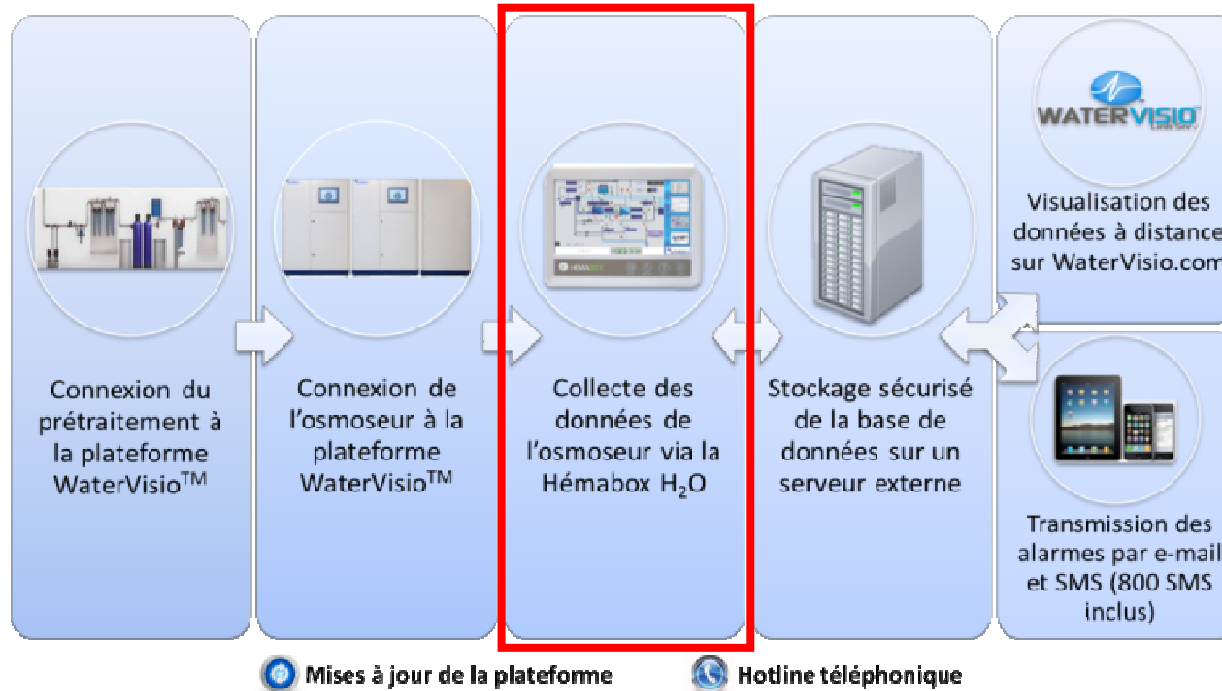 Connexion du
prétraitement à
la plateforme
WaterVisio™
Connexion de
l'osmoseur à la
plateforme
WaterVisio™
Collecte des
données de
l'osmoseur via la
Hémabox H₂O
Stockage sécurisé
de la base de
données sur un
serveur externe
WATERVISIO™
Visualisation des
données à distance
sur WaterVisio.com
Transmission des
alarmes par e-mail
et SMS (800 SMS
inclus)
Mises à jour de la plateforme
Hotline téléphonique